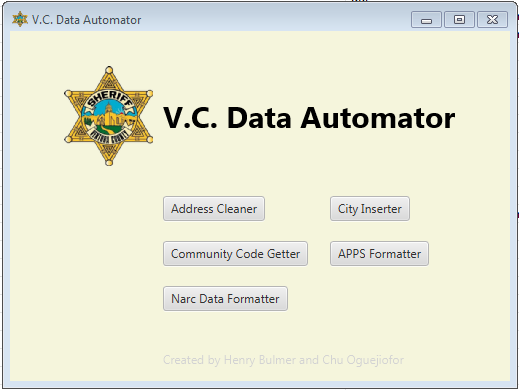 V.C. Data Automator
SHERIFF
VENTURA COUNTY
V.C. Data Automator
Address Cleaner
City Inserter
Community Code Getter
APPS Formatter
Narc Data Formatter
Created by Henry Bulmer and Chu Oguejiofor